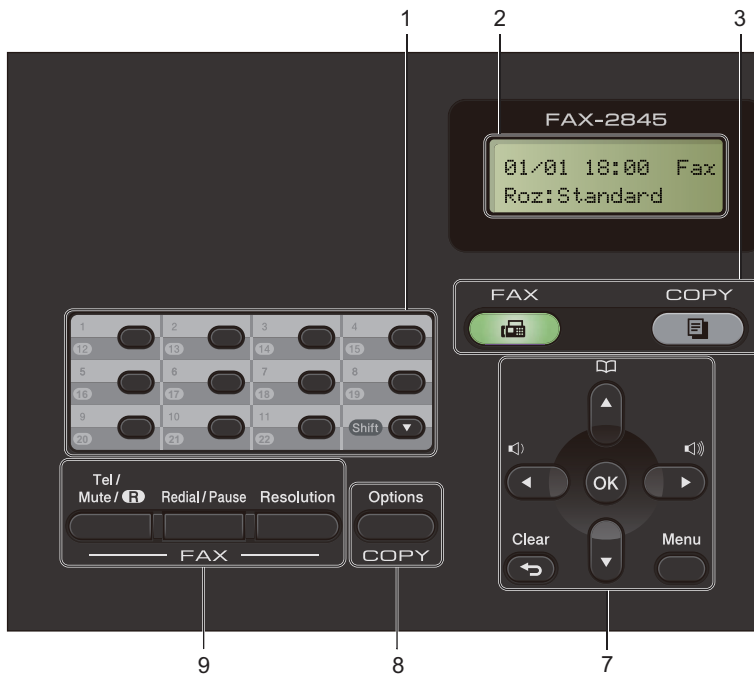 1 2 3
FAX-2845
01/01 18:00 Fax
Roz:Standard
FAX COPY
1 2 3 4
12 13 14 15
5 6 7 8
16 17 18 19
9 10 11 Shift
20 21 22
Tel /
Mute / R Redial / Pause Resolution
FAX
Options
COPY
OK
Clear Menu
9 8 7